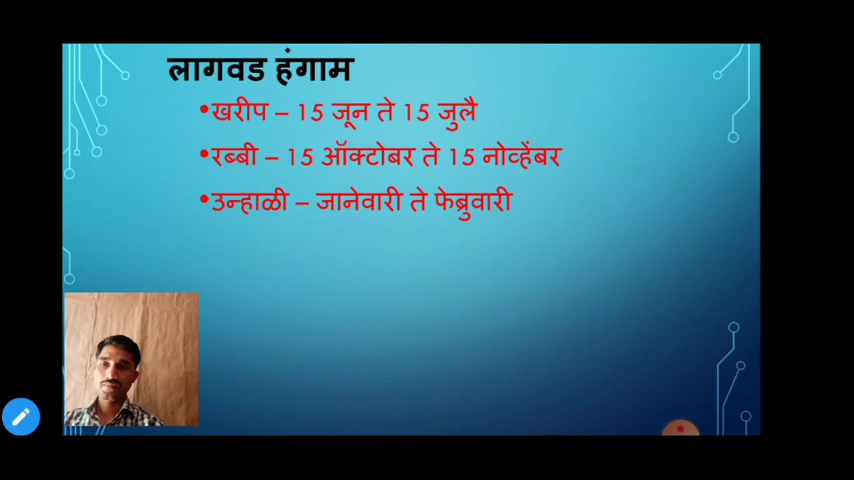 लागवड हंगाम
•खरीप – 15 जून ते 15 जुलै
•रब्बी – 15 ऑक्टोबर ते 15 नोव्हेंबर
•उन्हाळी – जानेवारी ते फेब्रुवारी